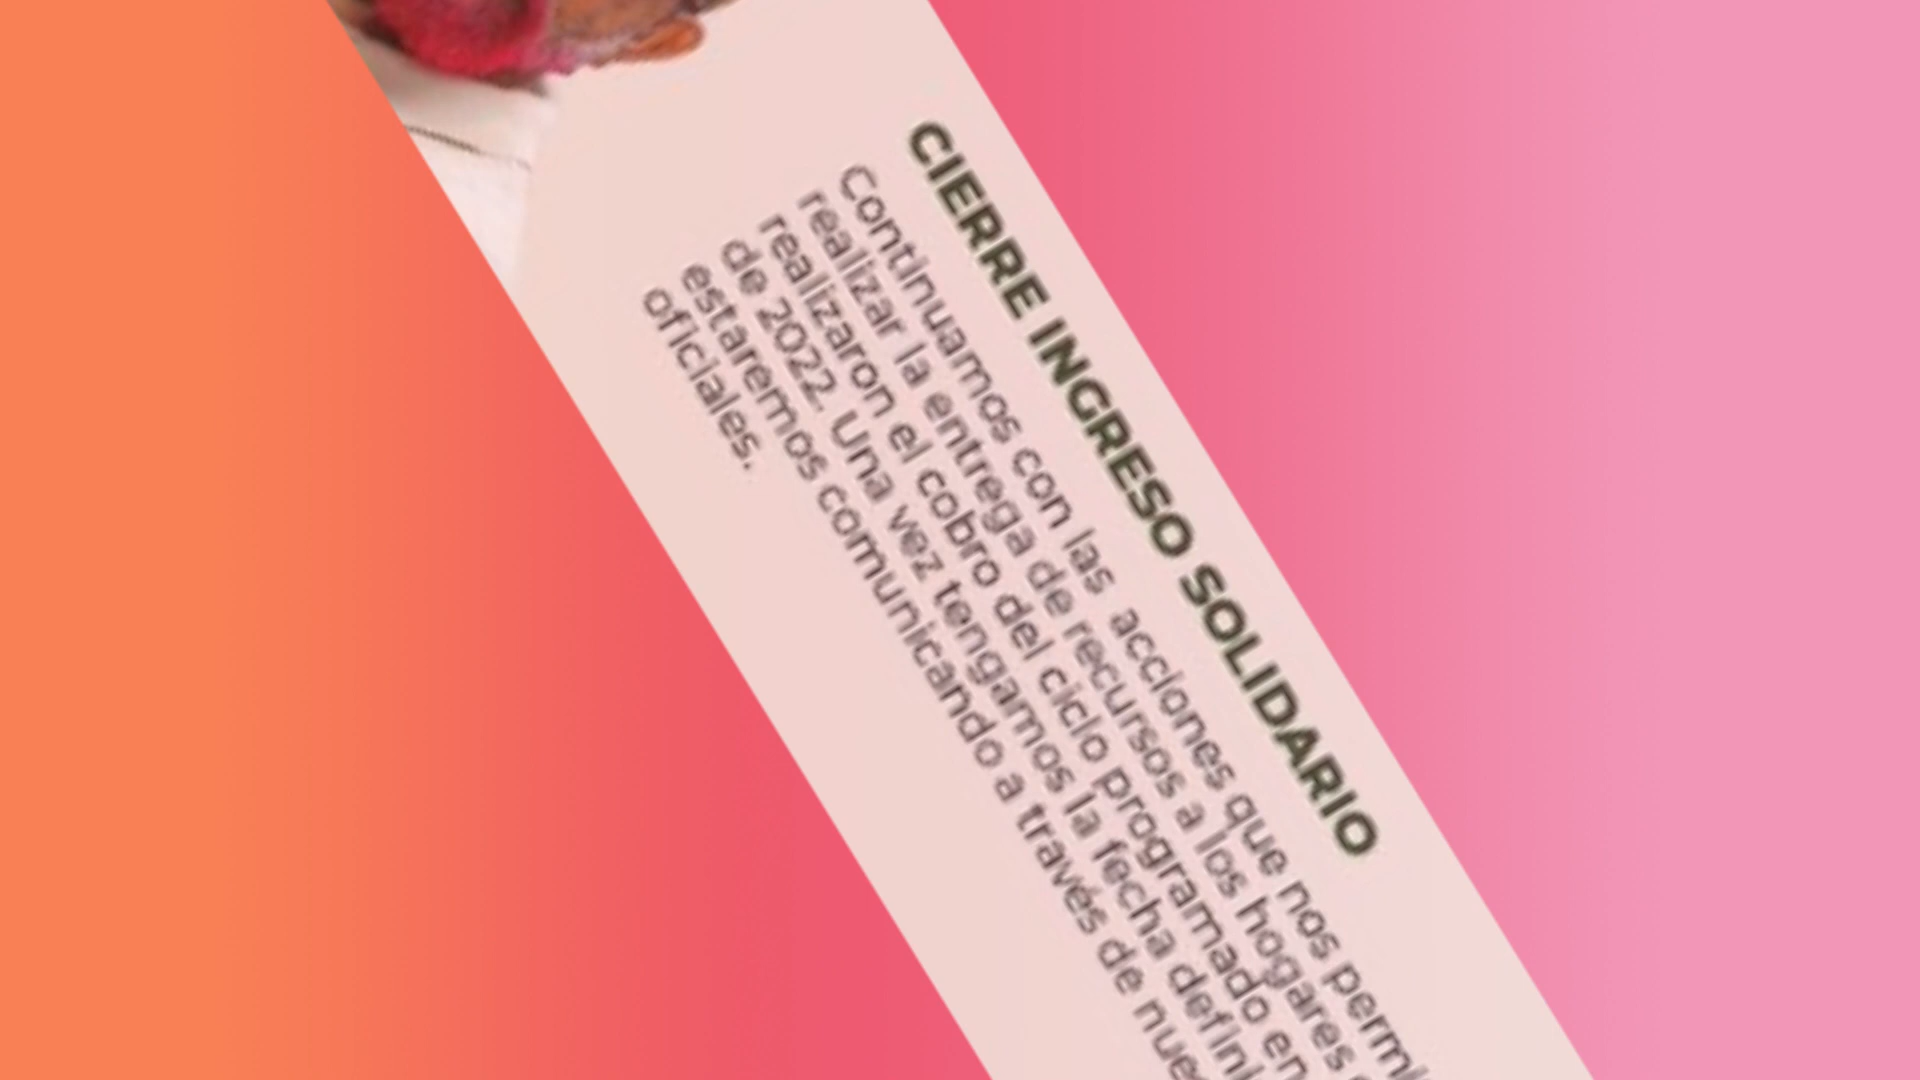 CIERRE INGRESO SOLIDARIO
Continuamos con las acciones que nos
realizar la entrega de recursos a los hogares
realizaron el cobro del ciclo programado en
de 2022. Una vez tengamos la fecha
estaremos comunicando a través de
oficiales.